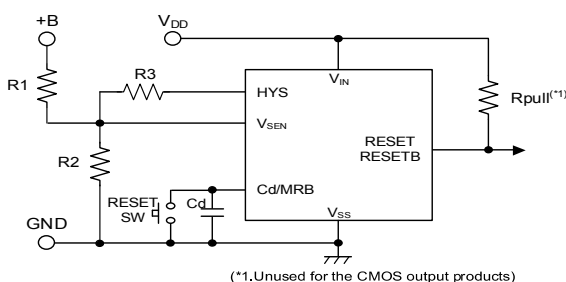 +B
VDD
R1
R3
HYS
VIN
Rpull(*1)
VSEN
RESET
RESETB
R2
RESET
SW
Cd
Cd/MRB
VSS
GND
(*1.Unused for the CMOS output products)